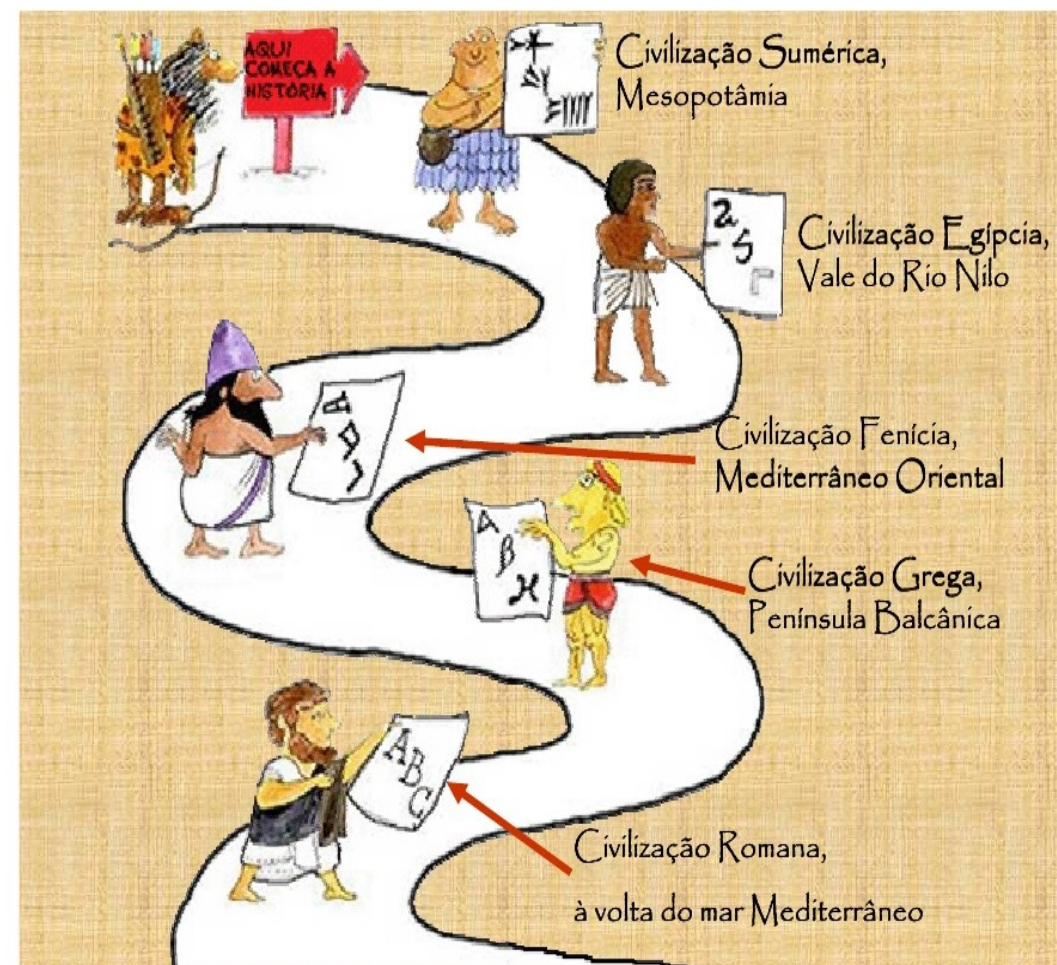 AQUI
COMEÇA A
HISTÓRIA
Civilização Sumérica,
Mesopotâmia
Civilização Egípcia,
Vale do Rio Nilo
Civilização Fenícia,
Mediterrâneo Oriental
A
B
Civilização Grega,
Península Balcânica
A
B
C
Civilização Romana,
à volta do mar Mediterrâneo